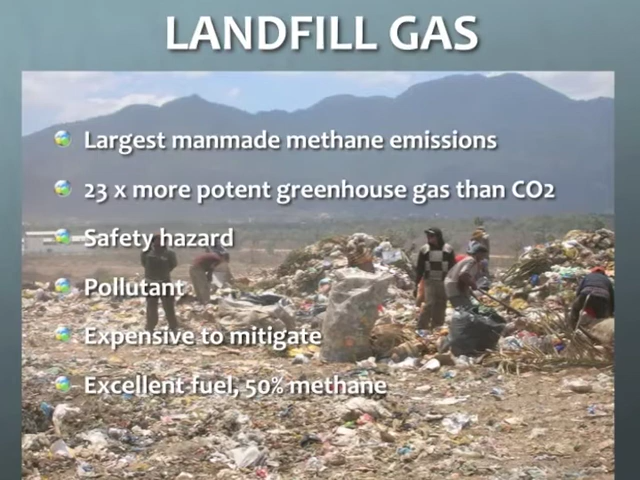 LANDFILL GAS
Largest manmade methane emissions
23 x more potent greenhouse gas than CO2
Safety hazard
Pollutant
Expensive to mitigate
Excellent fuel, 50% methane